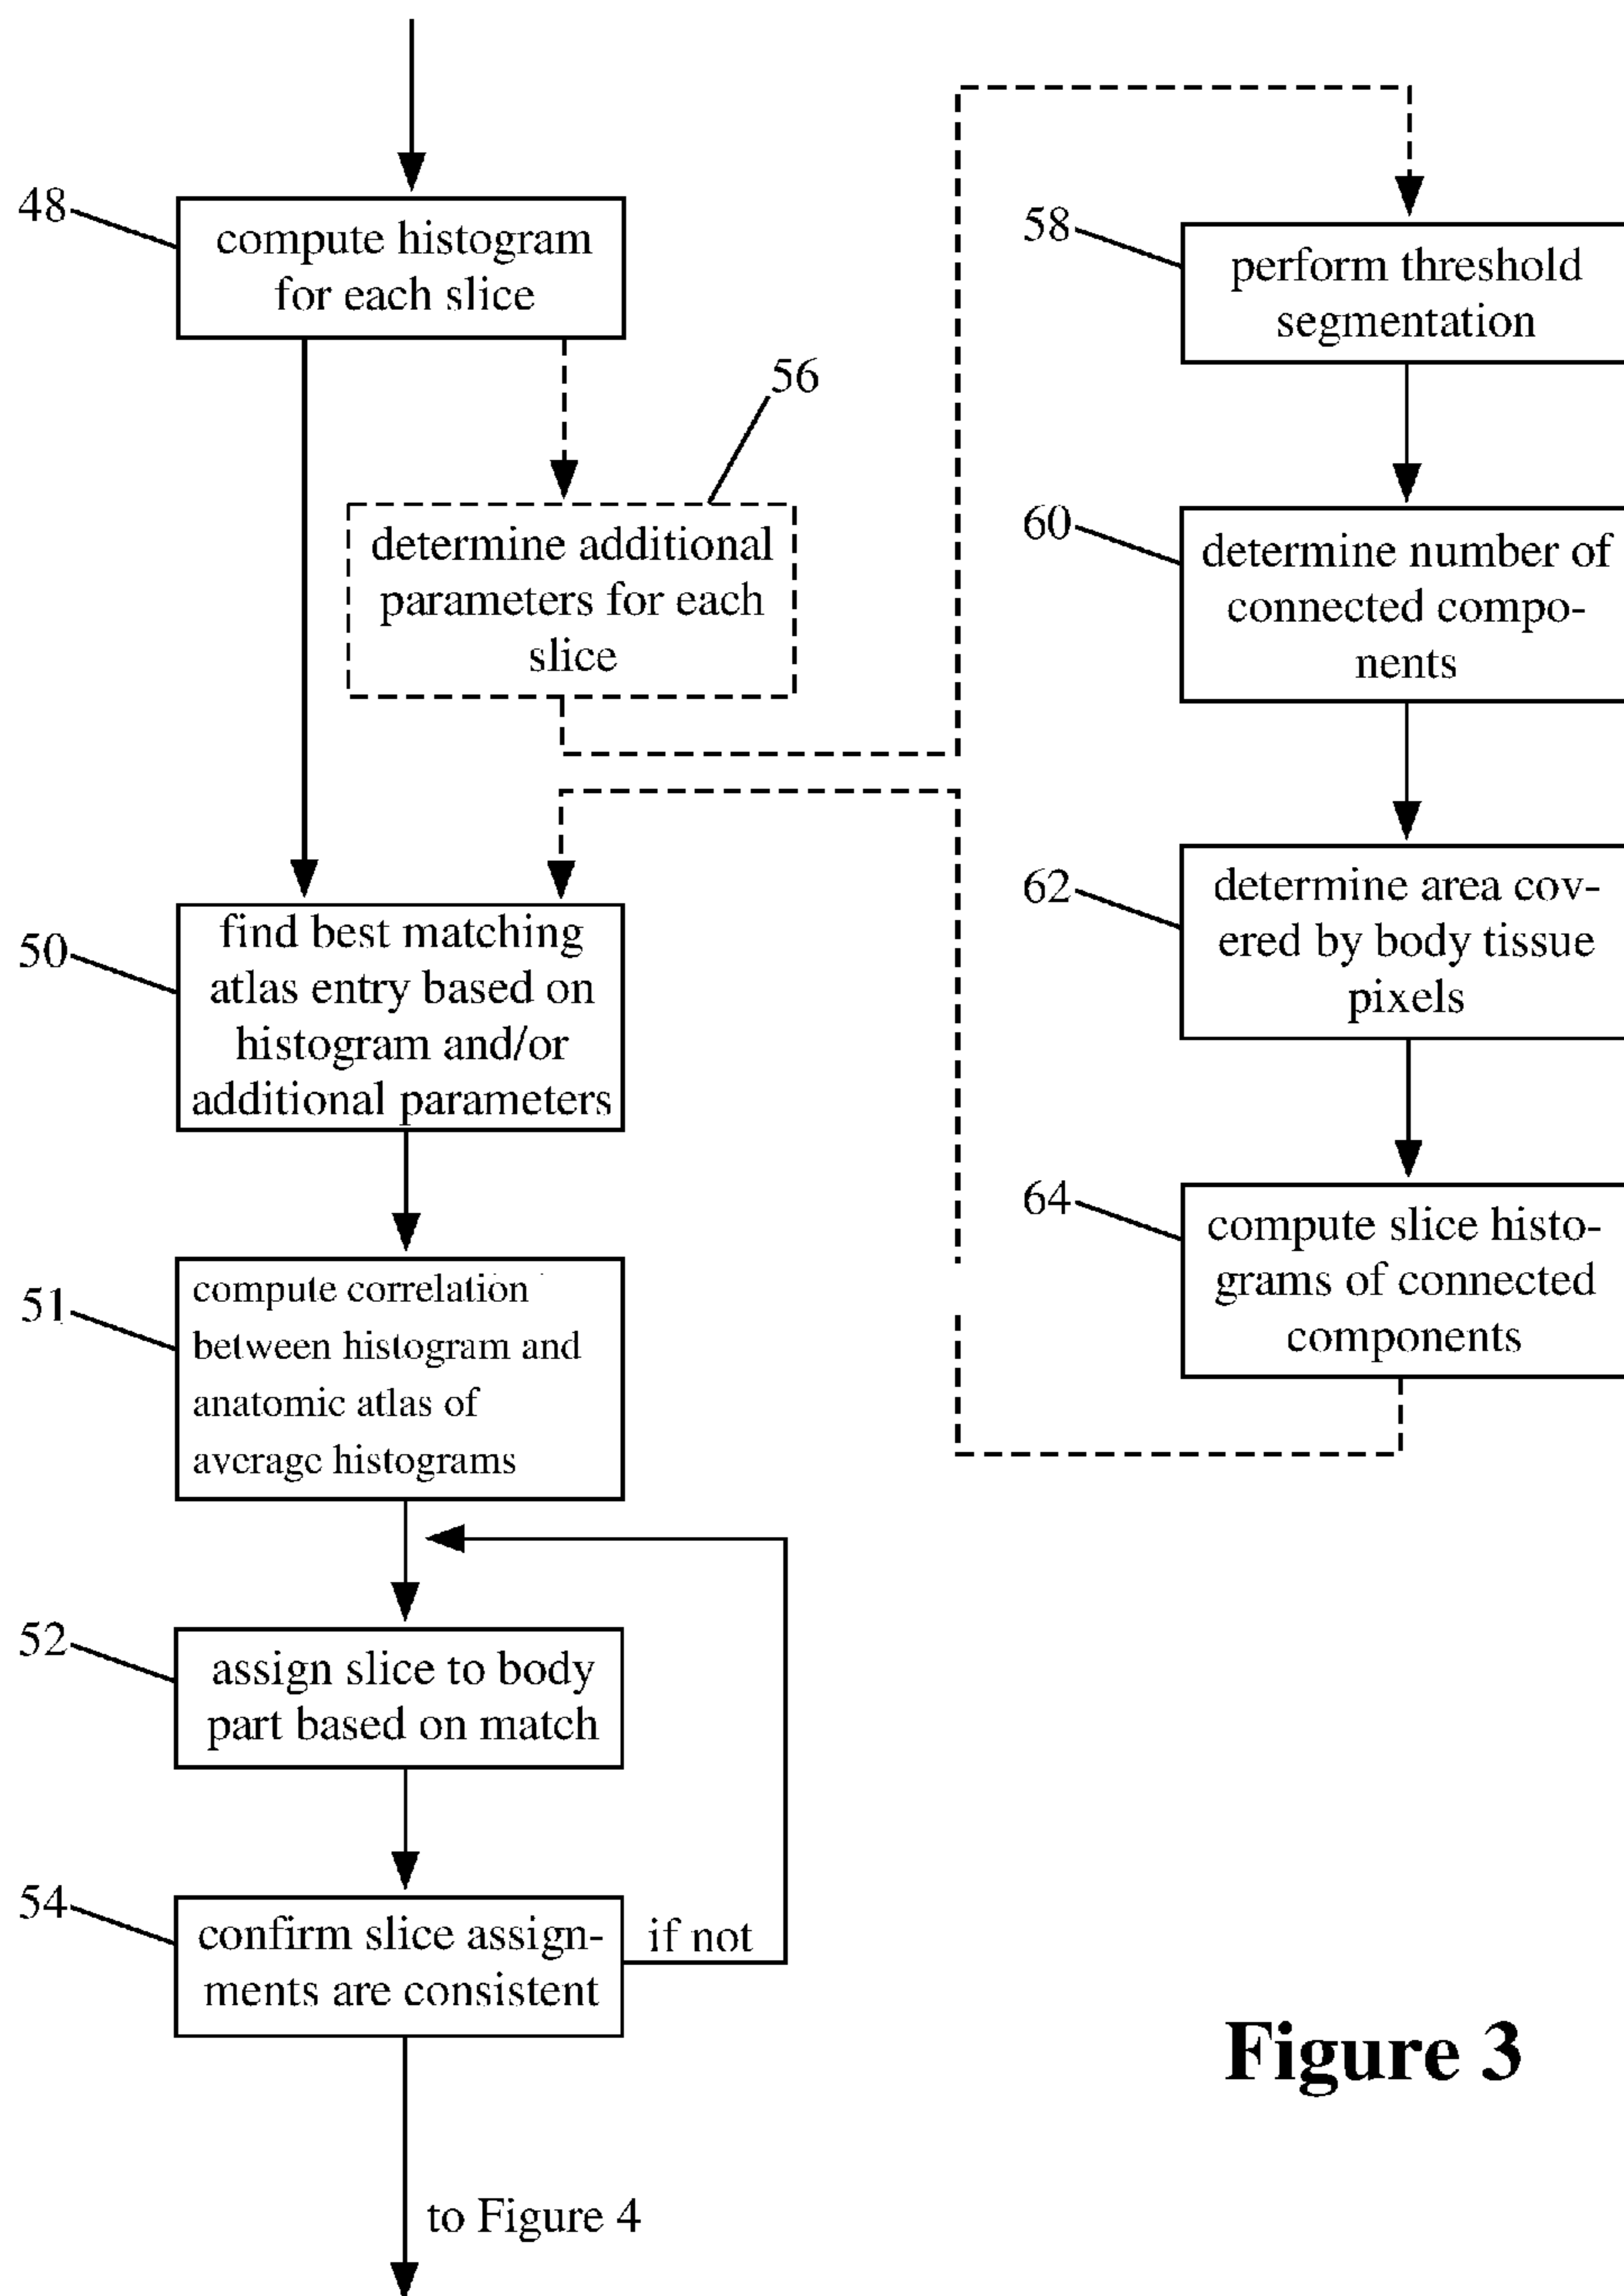 48
compute histogram
for each slice
56
determine additional
parameters for each
slice
50
find best matching
atlas entry based on
histogram and/or
additional parameters
51
compute correlation
between histogram and
anatomic atlas of
average histograms
52
assign slice to body
part based on match
54
confirm slice assign-
ments are consistent
if not
to Figure 4
58
perform threshold
segmentation
60
determine number of
connected compo-
nents
62
determine area cov-
ered by body tissue
pixels
64
compute slice histo-
grams of connected
components
Figure 3